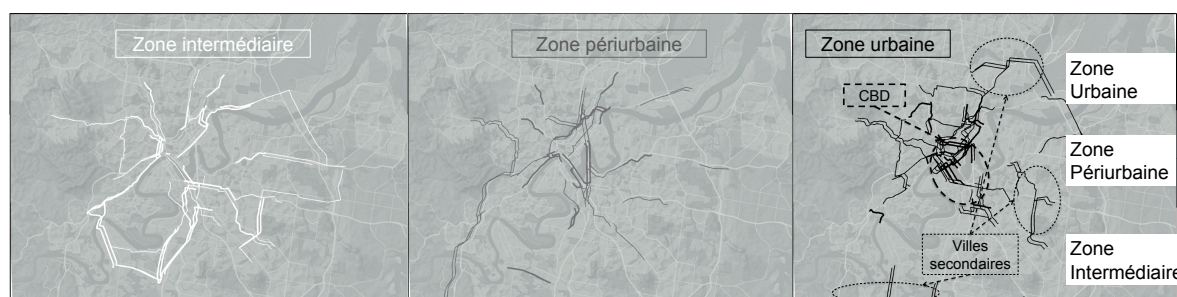 Zone intermédiaire
Zone périurbaine
Zone urbaine
CBD
Villes
secondaires
Zone
Urbaine
Zone
Périurbaine
Zone
Intermédiaire